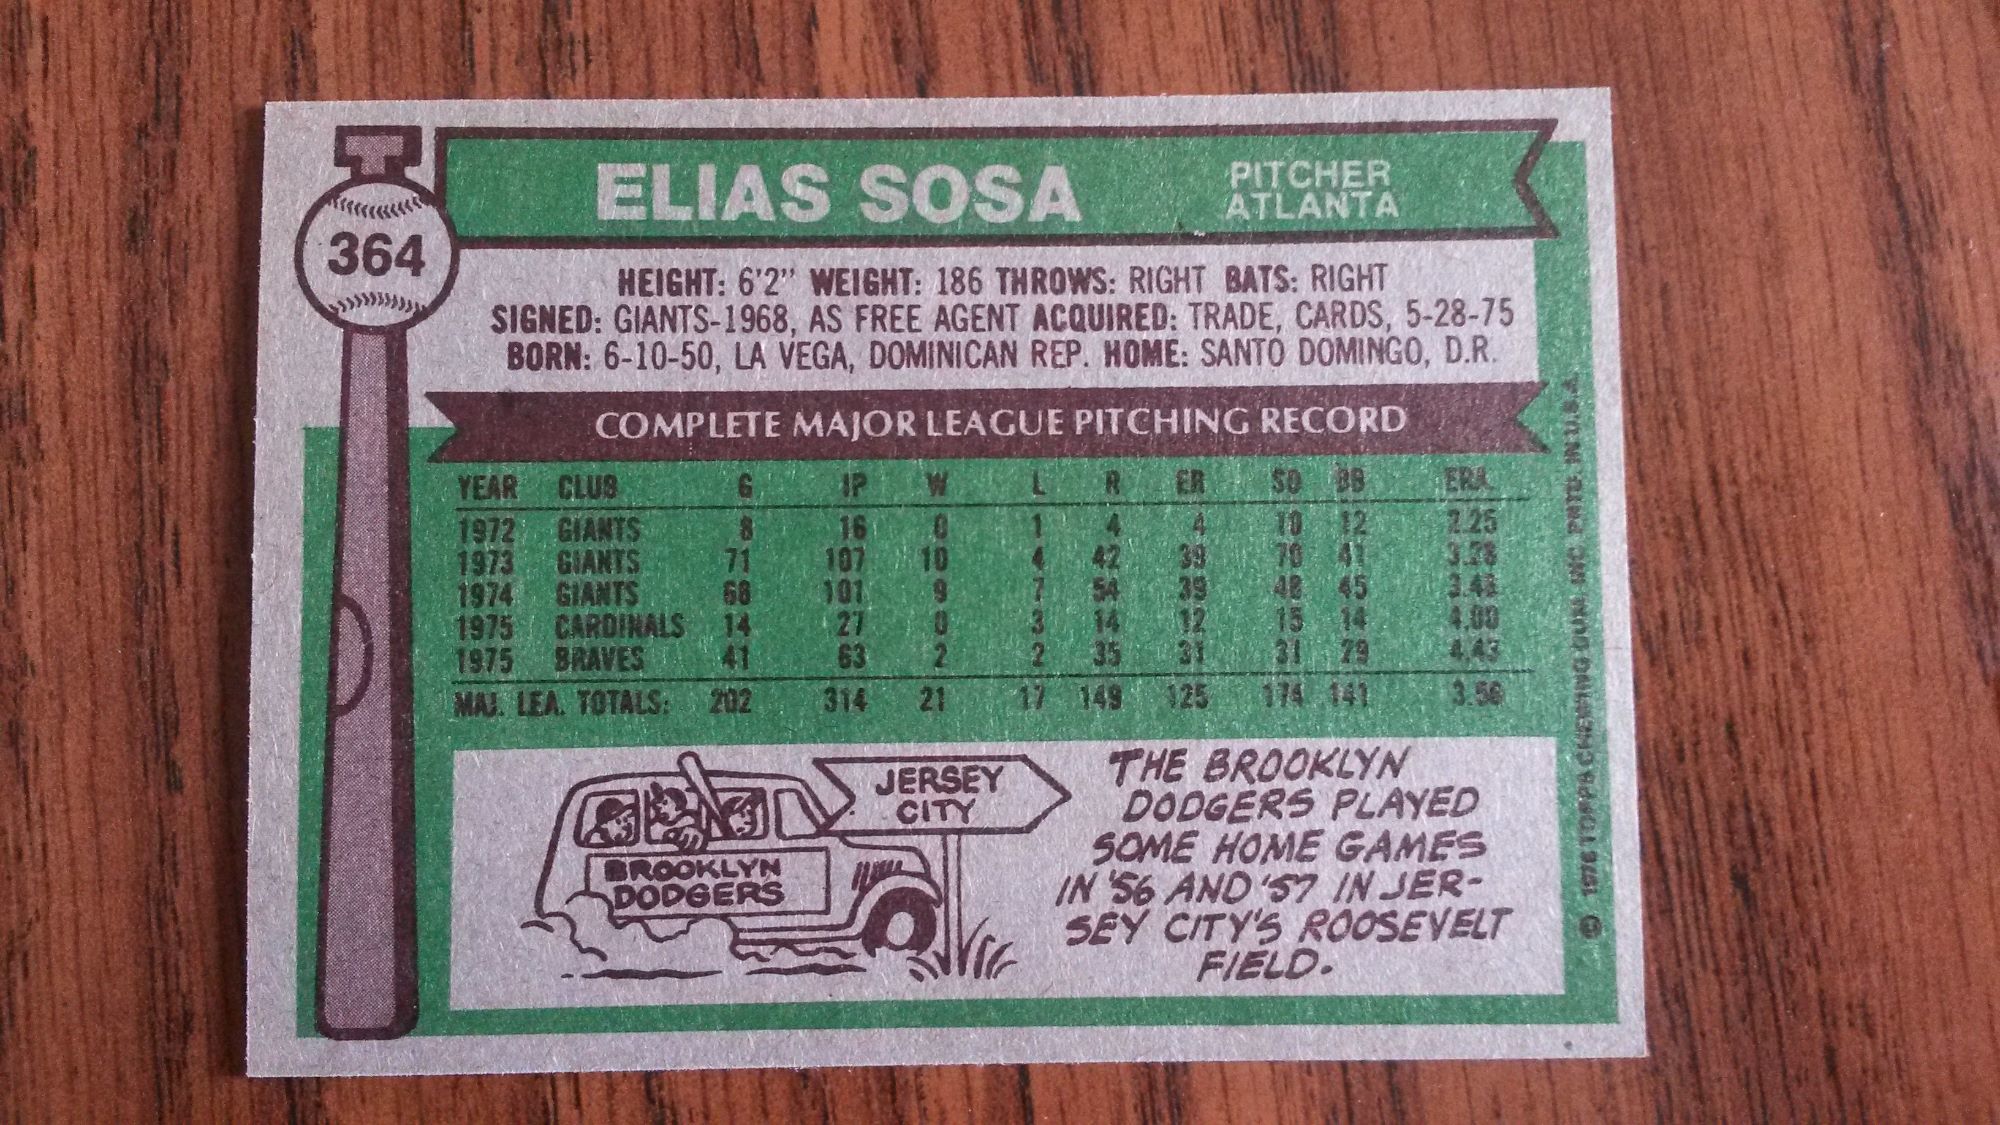 ELIAS SOSA
PITCHER
ATLANTA
364
HEIGHT: 6'2" WEIGHT: 186 THROWS: RIGHT BATS: RIGHT
SIGNED: GIANTS-1968, AS FREE AGENT ACQUIRED: TRADE, CARDS, 5-28-75
BORN: 6-10-50, LA VEGA, DOMINICAN REP. HOME: SANTO DOMINGO, D.R.
COMPLETE MAJOR LEAGUE PITCHING RECORD
YEAR CLUB G IP W L R ER SO BB ERA
1972 GIANTS 8 16 0 1 4 4 10 12 2.25
1973 GIANTS 71 107 10 4 42 39 70 41 3.28
1974 GIANTS 68 101 9 7 54 39 48 45 3.48
1975 CARDINALS 14 27 0 3 14 12 15 14 4.00
1975 BRAVES 41 63 2 2 35 31 31 29 4.43
MAJ. LEA. TOTALS: 202 314 21 17 149 125 174 141 3.58
JERSEY
CITY
BROOKLYN
DODGERS
THE BROOKLYN
DODGERS PLAYED
SOME HOME GAMES
IN '56 AND '57 IN JER-
SEY CITY'S ROOSEVELT
FIELD.
© 1976 TOPPS CHEWING GUM, INC. PRTD. IN U.S.A.